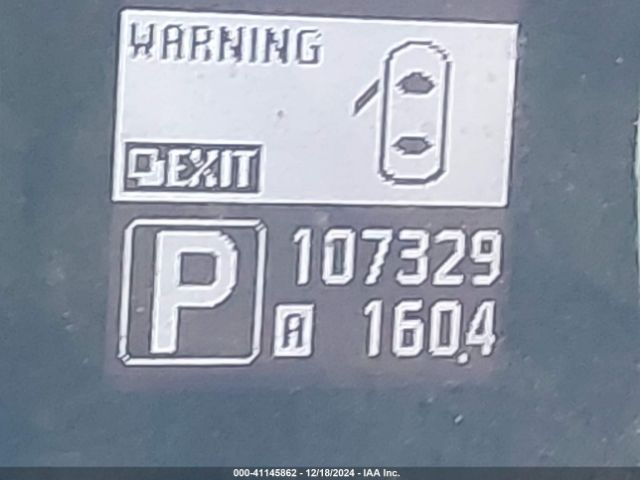 WARNING
EXIT
P
107329
A 160.4
000-41145862 - 12/18/2024 - IAA Inc.